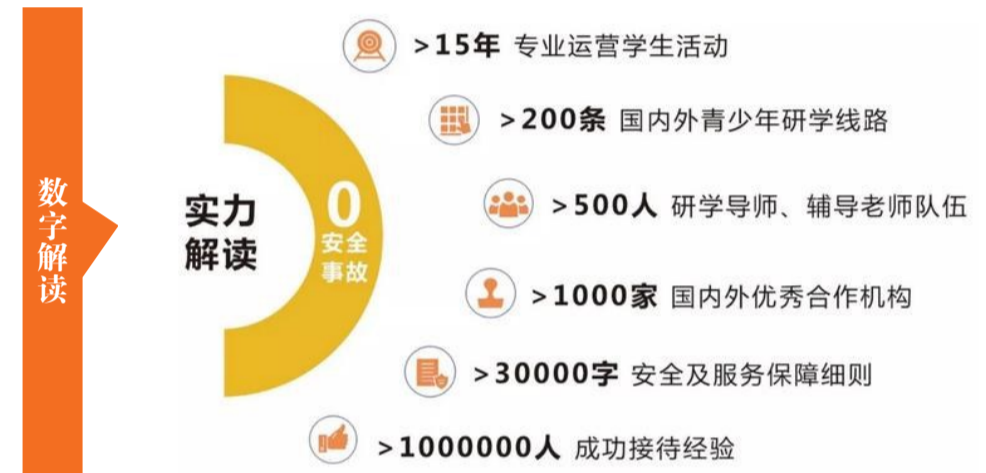 数字解读
实力
解读
0
安全
事故
>15年 专业运营学生活动
>200条 国内外青少年研学线路
>500人 研学导师、辅导老师队伍
>1000家 国内外优秀合作机构
>30000字 安全及服务保障细则
>1000000人 成功接待经验